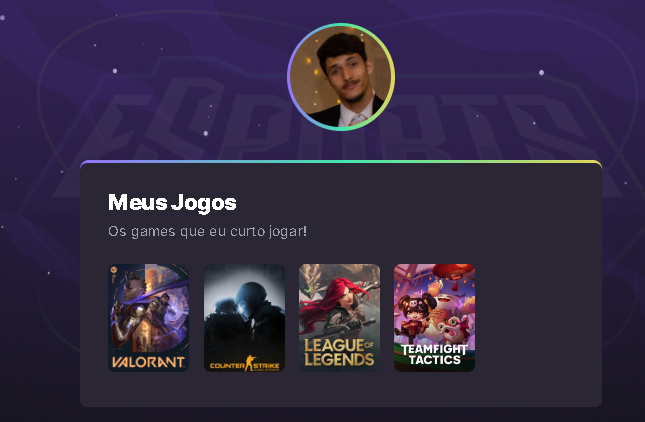 ESPORTS
Meus Jogos
Os games que eu curto jogar!
VALORANT
COUNTER STRIKE
LEAGUE OF
LEGENDS
TEAMFIGHT
TACTICS